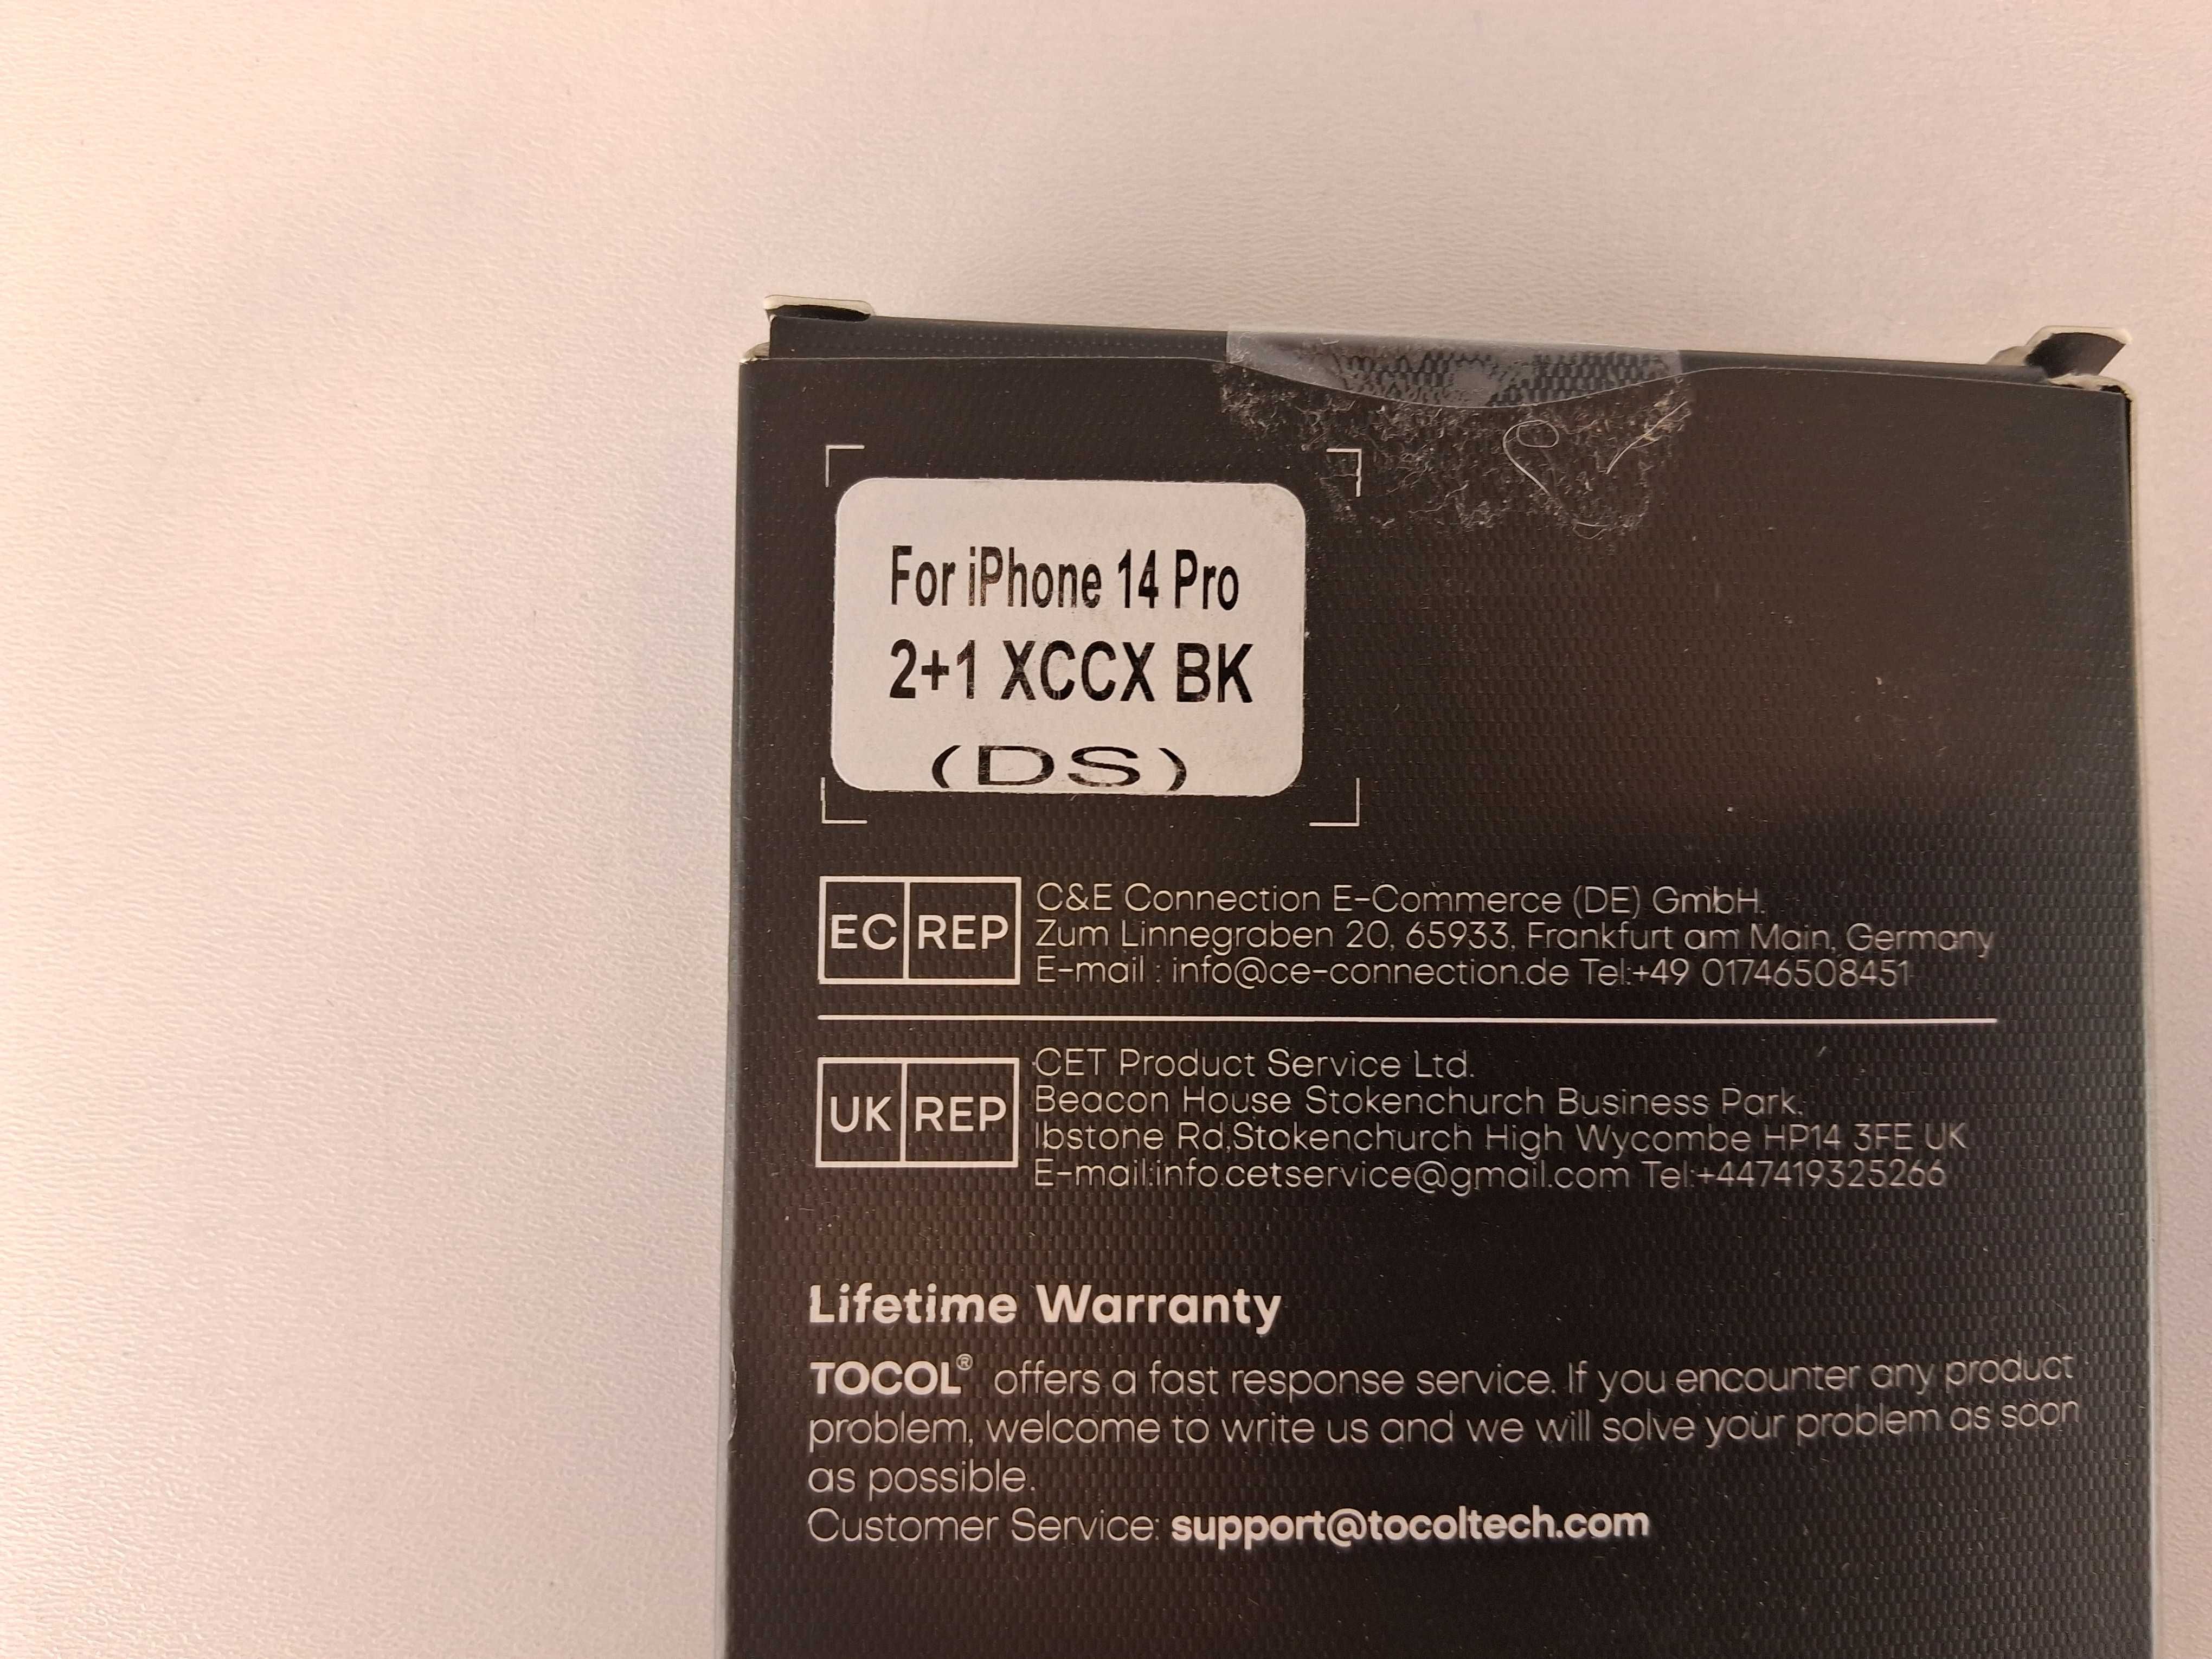 For iPhone 14 Pro
2+1 XCCX BK
(DS)
EC REP
C&E Connection E-Commerce (DE) GmbH.
Zum Linnegraben 20, 65933, Frankfurt am Main, Germany
E-mail : info@ce-connection.de Tel:+49 01746508451
UK REP
CET Product Service Ltd.
Beacon House Stokenchurch Business Park,
Ibstone Rd,Stokenchurch High Wycombe HP14 3FE UK
E-mail:info.cetservice@gmail.com Tel:+447419325266
Lifetime Warranty
TOCOL® offers a fast response service. If you encounter any product
problem, welcome to write us and we will solve your problem as soon
as possible.
Customer Service: support@tocoltech.com